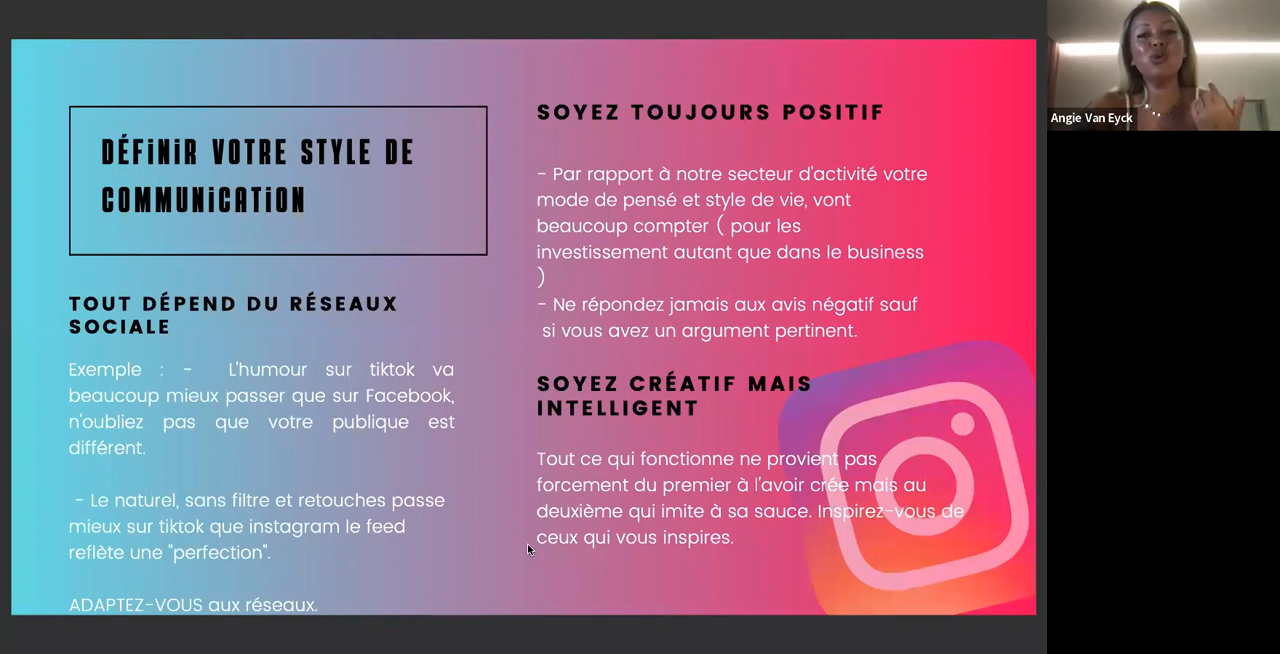 DÉFiNiR VOTRE STYLE DE
COMMUNiCATiON
TOUT DÉPEND DU RÉSEAUX
SOCIALE
Exemple : - L'humour sur tiktok va
beaucoup mieux passer que sur Facebook,
n'oubliez pas que votre publique est
différent.
- Le naturel, sans filtre et retouches passe
mieux sur tiktok que instagram le feed
reflète une "perfection".
ADAPTEZ-VOUS aux réseaux.
SOYEZ TOUJOURS POSITIF
- Par rapport à notre secteur d'activité votre
mode de pensé et style de vie, vont
beaucoup compter ( pour les
investissement autant que dans le business
)
- Ne répondez jamais aux avis négatif sauf
si vous avez un argument pertinent.
SOYEZ CRÉATIF MAIS
INTELLIGENT
Tout ce qui fonctionne ne provient pas
forcement du premier à l'avoir crée mais au
deuxième qui imite à sa sauce. Inspirez-vous de
ceux qui vous inspires.
Angie Van Eyck